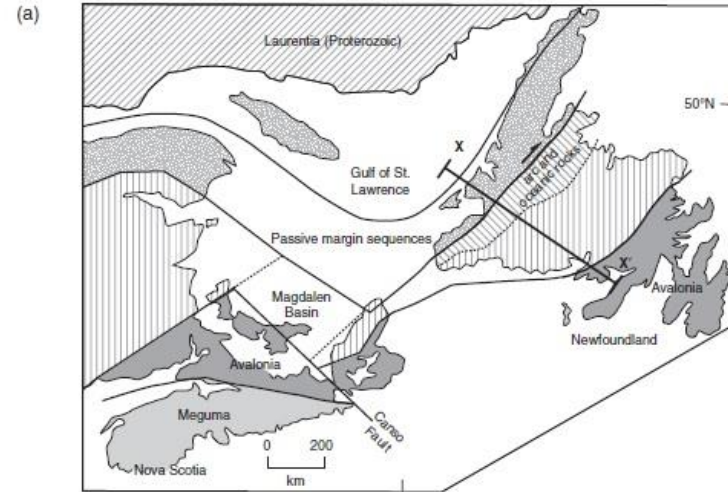 (a)
Laurentia (Proterozoic)
50°N
X
arc and
oceanic rocks
Gulf of St.
Lawrence
Passive margin sequences
X'
Magdalen
Basin
Avalonia
Newfoundland
Avalonia
Meguma
Canso
Fault
0 200
km
Nova Scotia